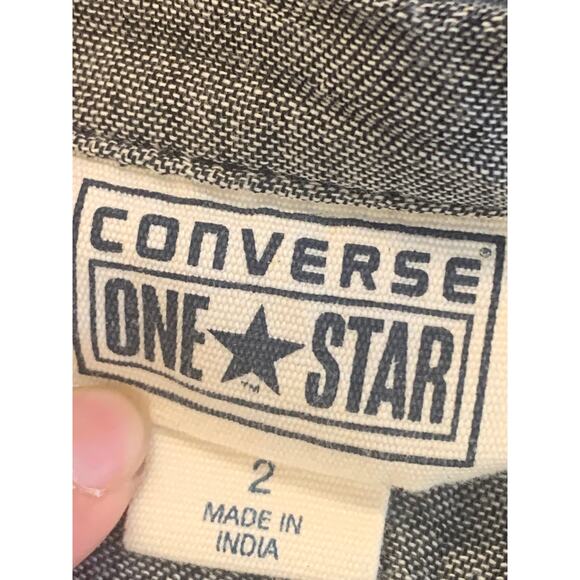 CONVERSE®
ONE ★ STAR
™
2
MADE IN
INDIA